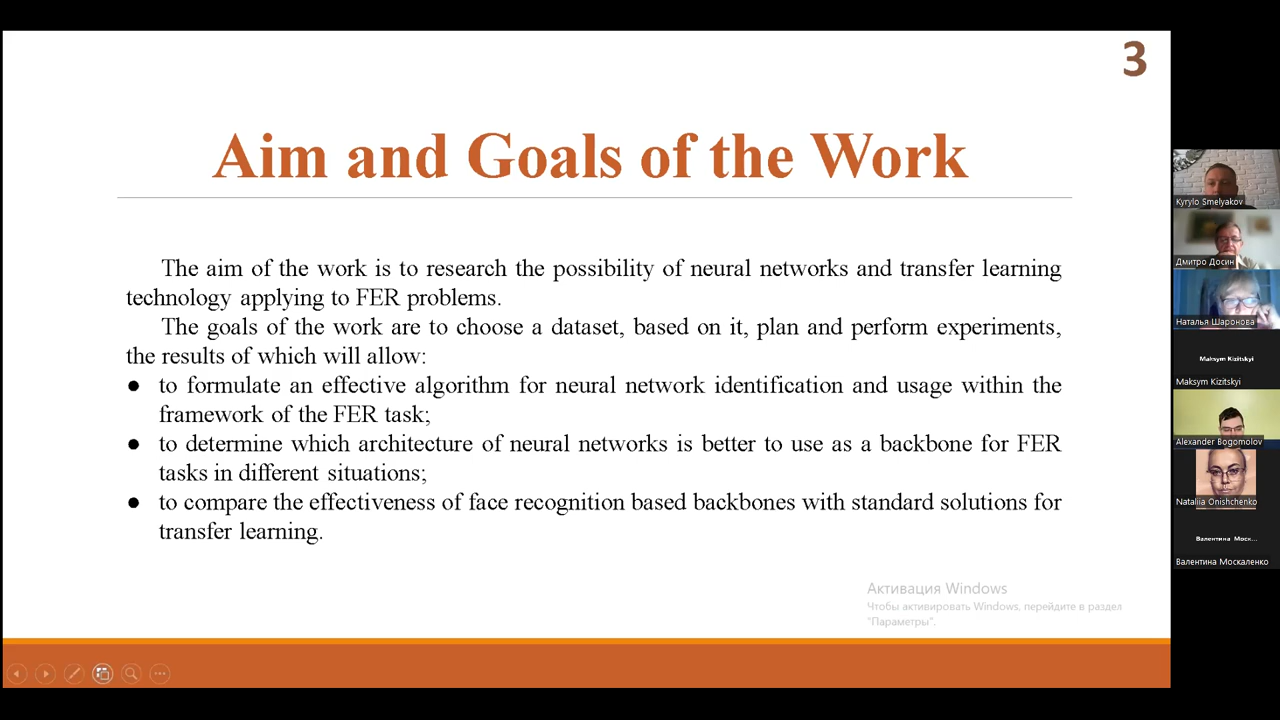 3
Aim and Goals of the Work
The aim of the work is to research the possibility of neural networks and transfer learning
technology applying to FER problems.
The goals of the work are to choose a dataset, based on it, plan and perform experiments,
the results of which will allow:
● to formulate an effective algorithm for neural network identification and usage within the
framework of the FER task;
● to determine which architecture of neural networks is better to use as a backbone for FER
tasks in different situations;
● to compare the effectiveness of face recognition based backbones with standard solutions for
transfer learning.
Активация Windows
Чтобы активировать Windows, перейдите в раздел
"Параметры".
Kyrylo Smelyakov
Дмитро Досин
Наталья Шаронова
Maksym Kizitskyi
Maksym Kizitskyi
Alexander Bogomolov
Nataliia Onishchenko
Валентина Моск...
Валентина Москаленко